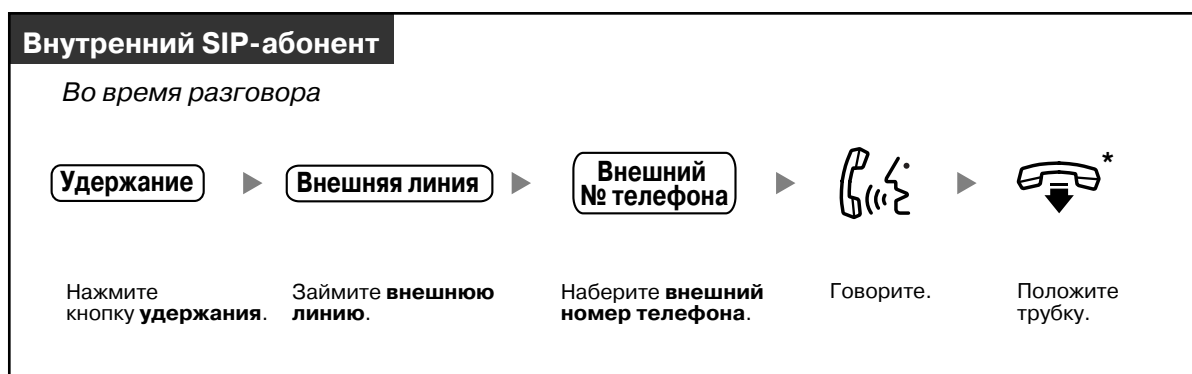 Внутренний SIP-абонент
Во время разговора
Удержание
Внешняя линия
Внешний
№ телефона
*
Нажмите
кнопку удержания.
Займите внешнюю
линию.
Наберите внешний
номер телефона.
Говорите.
Положите
трубку.